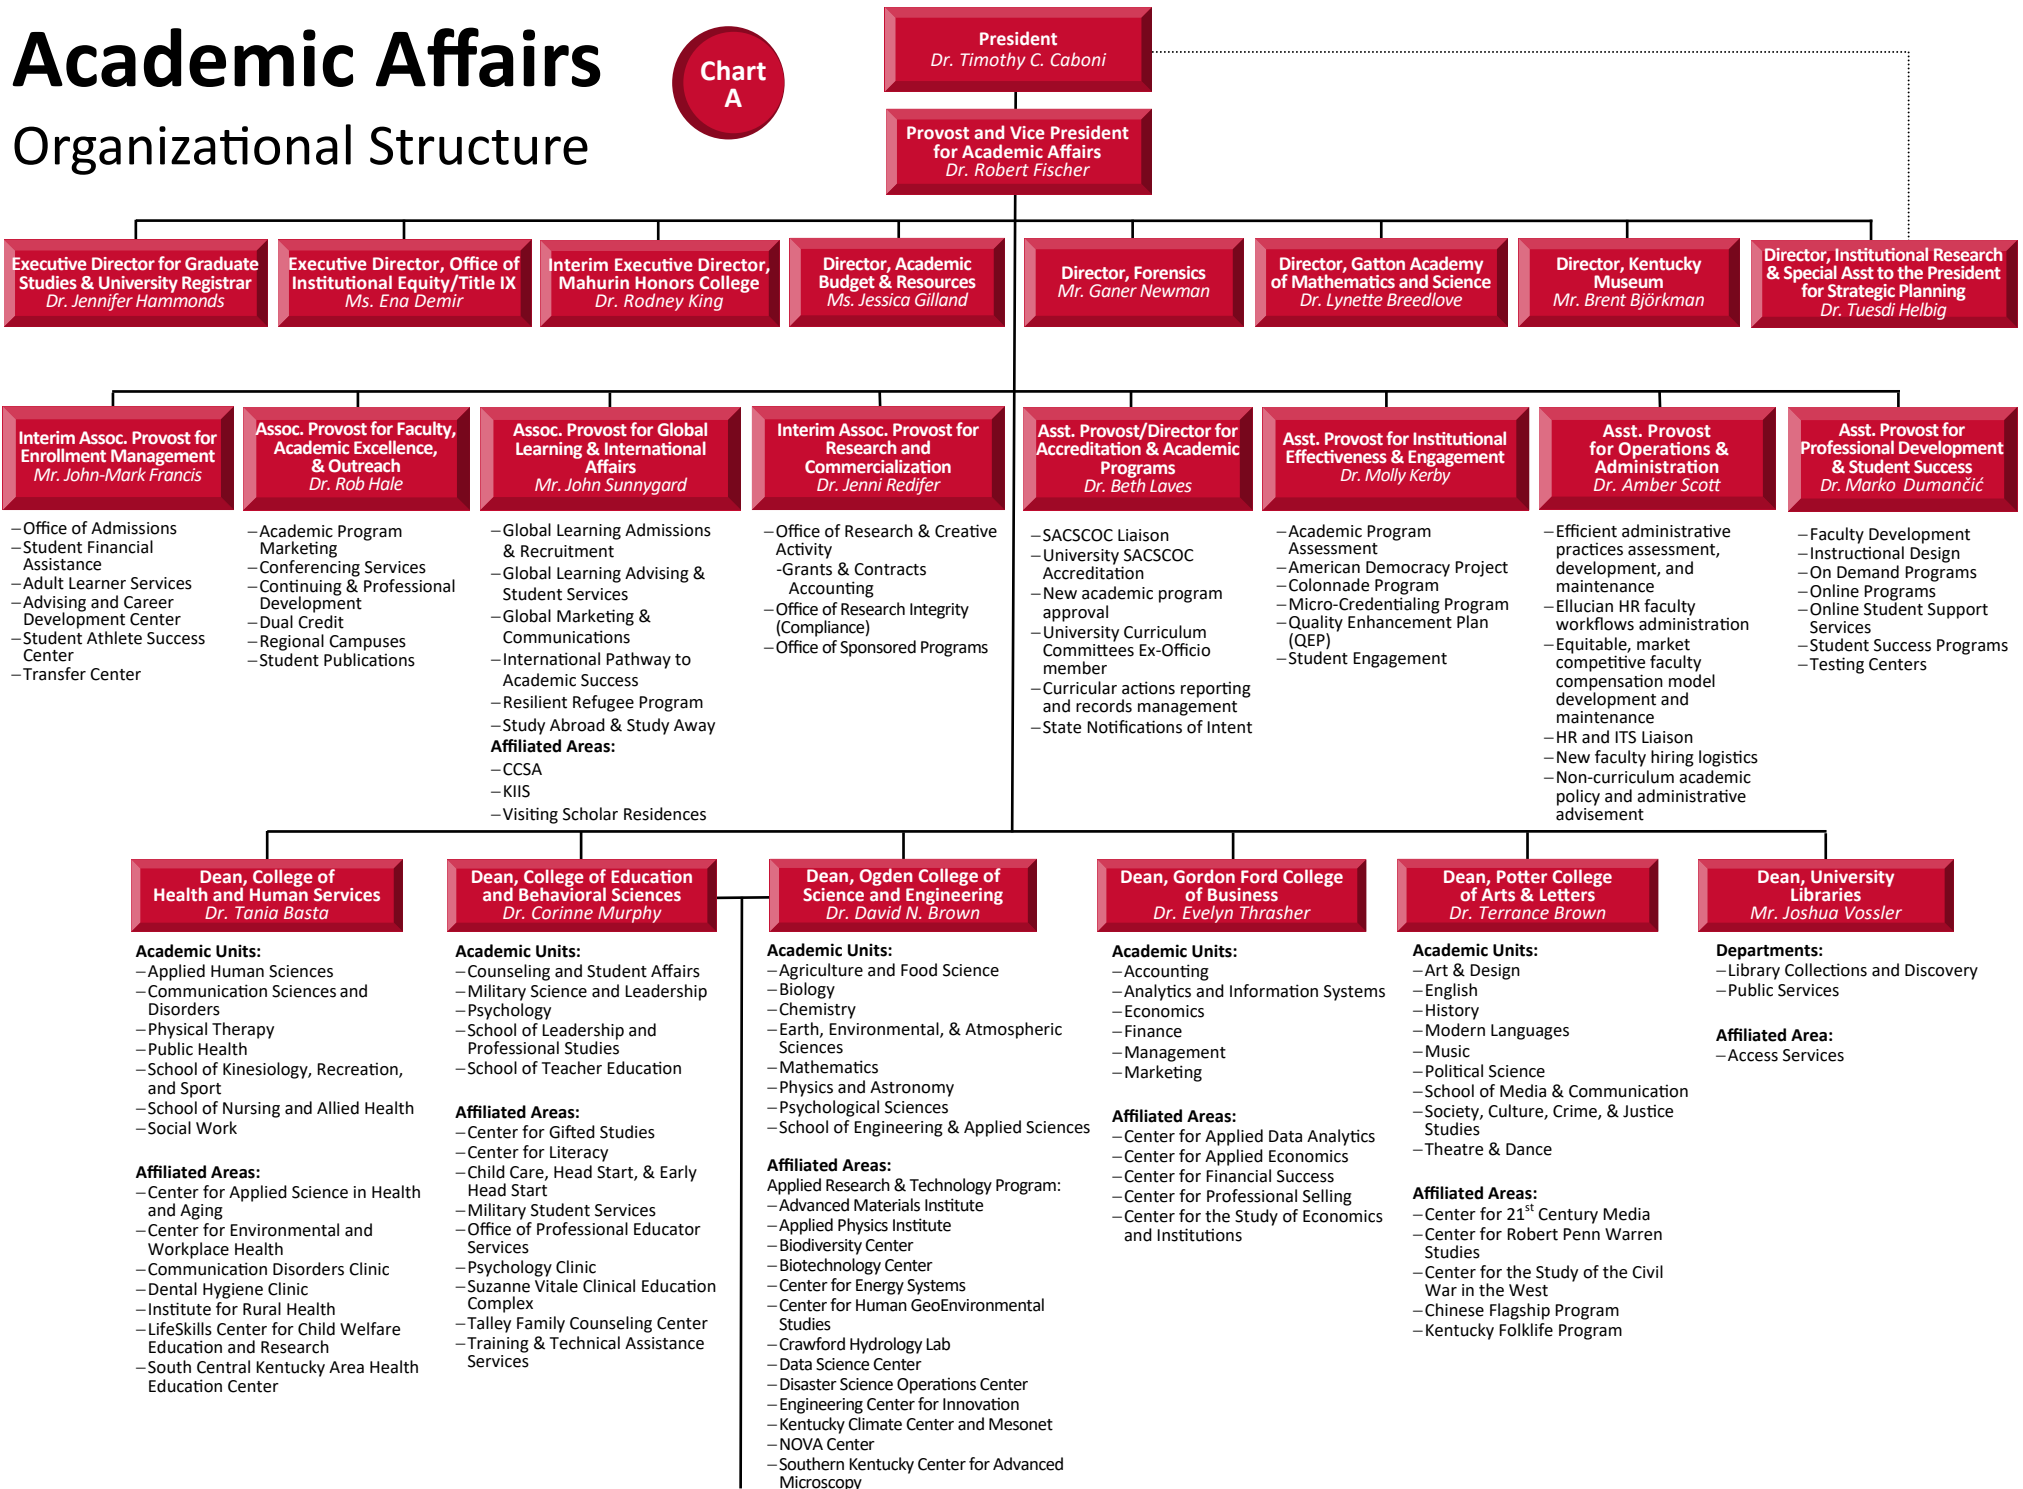 Academic Affairs
Organizational Structure
Chart
A
President
Dr. Timothy C. Caboni
Provost and Vice President
for Academic Affairs
Dr. Robert Fischer
Executive Director for Graduate
Studies & University Registrar
Dr. Jennifer Hammonds
Executive Director, Office of
Institutional Equity/Title IX
Ms. Ena Demir
Interim Executive Director,
Mahurin Honors College
Dr. Rodney King
Director, Academic
Budget & Resources
Ms. Jessica Gilland
Director, Forensics
Mr. Ganer Newman
Director, Gatton Academy
of Mathematics and Science
Dr. Lynette Breedlove
Director, Kentucky
Museum
Mr. Brent Björkman
Director, Institutional Research
& Special Asst to the President
for Strategic Planning
Dr. Tuesdi Helbig
Interim Assoc. Provost for
Enrollment Management
Mr. John-Mark Francis
–Office of Admissions
–Student Financial
Assistance
–Adult Learner Services
–Advising and Career
Development Center
–Student Athlete Success
Center
–Transfer Center
Assoc. Provost for Faculty,
Academic Excellence,
& Outreach
Dr. Rob Hale
–Academic Program
Marketing
–Conferencing Services
–Continuing & Professional
Development
–Dual Credit
–Regional Campuses
–Student Publications
Assoc. Provost for Global
Learning & International
Affairs
Mr. John Sunnygard
–Global Learning Admissions
& Recruitment
–Global Learning Advising &
Student Services
–Global Marketing &
Communications
–International Pathway to
Academic Success
–Resilient Refugee Program
–Study Abroad & Study Away
Affiliated Areas:
–CCSA
–KIIS
–Visiting Scholar Residences
Interim Assoc. Provost for
Research and
Commercialization
Dr. Jenni Redifer
–Office of Research & Creative
Activity
-Grants & Contracts
Accounting
–Office of Research Integrity
(Compliance)
–Office of Sponsored Programs
Asst. Provost/Director for
Accreditation & Academic
Programs
Dr. Beth Laves
–SACSCOC Liaison
–University SACSCOC
Accreditation
–New academic program
approval
–University Curriculum
Committees Ex-Officio
member
–Curricular actions reporting
and records management
–State Notifications of Intent
Asst. Provost for Institutional
Effectiveness & Engagement
Dr. Molly Kerby
–Academic Program
Assessment
–American Democracy Project
–Colonnade Program
–Micro-Credentialing Program
–Quality Enhancement Plan
(QEP)
–Student Engagement
Asst. Provost
for Operations &
Administration
Dr. Amber Scott
–Efficient administrative
practices assessment,
development, and
maintenance
–Ellucian HR faculty
workflows administration
–Equitable, market
competitive faculty
compensation model
development and
maintenance
–HR and ITS Liaison
–New faculty hiring logistics
–Non-curriculum academic
policy and administrative
advisement
Asst. Provost for
Professional Development
& Student Success
Dr. Marko Dumančić
–Faculty Development
–Instructional Design
–On Demand Programs
–Online Programs
–Online Student Support
Services
–Student Success Programs
–Testing Centers
Dean, College of
Health and Human Services
Dr. Tania Basta
Academic Units:
–Applied Human Sciences
–Communication Sciences and
Disorders
–Physical Therapy
–Public Health
–School of Kinesiology, Recreation,
and Sport
–School of Nursing and Allied Health
–Social Work
Affiliated Areas:
–Center for Applied Science in Health
and Aging
–Center for Environmental and
Workplace Health
–Communication Disorders Clinic
–Dental Hygiene Clinic
–Institute for Rural Health
–LifeSkills Center for Child Welfare
Education and Research
–South Central Kentucky Area Health
Education Center
Dean, College of Education
and Behavioral Sciences
Dr. Corinne Murphy
Academic Units:
–Counseling and Student Affairs
–Military Science and Leadership
–Psychology
–School of Leadership and
Professional Studies
–School of Teacher Education
Affiliated Areas:
–Center for Gifted Studies
–Center for Literacy
–Child Care, Head Start, & Early
Head Start
–Military Student Services
–Office of Professional Educator
Services
–Psychology Clinic
–Suzanne Vitale Clinical Education
Complex
–Talley Family Counseling Center
–Training & Technical Assistance
Services
Dean, Ogden College of
Science and Engineering
Dr. David N. Brown
Academic Units:
–Agriculture and Food Science
–Biology
–Chemistry
–Earth, Environmental, & Atmospheric
Sciences
–Mathematics
–Physics and Astronomy
–Psychological Sciences
–School of Engineering & Applied Sciences
Affiliated Areas:
Applied Research & Technology Program:
–Advanced Materials Institute
–Applied Physics Institute
–Biodiversity Center
–Biotechnology Center
–Center for Energy Systems
–Center for Human GeoEnvironmental
Studies
–Crawford Hydrology Lab
–Data Science Center
–Disaster Science Operations Center
–Engineering Center for Innovation
–Kentucky Climate Center and Mesonet
–NOVA Center
–Southern Kentucky Center for Advanced
Microscopy
Dean, Gordon Ford College
of Business
Dr. Evelyn Thrasher
Academic Units:
–Accounting
–Analytics and Information Systems
–Economics
–Finance
–Management
–Marketing
Affiliated Areas:
–Center for Applied Data Analytics
–Center for Applied Economics
–Center for Financial Success
–Center for Professional Selling
–Center for the Study of Economics
and Institutions
Dean, Potter College
of Arts & Letters
Dr. Terrance Brown
Academic Units:
–Art & Design
–English
–History
–Modern Languages
–Music
–Political Science
–School of Media & Communication
–Society, Culture, Crime, & Justice
Studies
–Theatre & Dance
Affiliated Areas:
–Center for 21st Century Media
–Center for Robert Penn Warren
Studies
–Center for the Study of the Civil
War in the West
–Chinese Flagship Program
–Kentucky Folklife Program
Dean, University
Libraries
Mr. Joshua Vossler
Departments:
–Library Collections and Discovery
–Public Services
Affiliated Area:
–Access Services